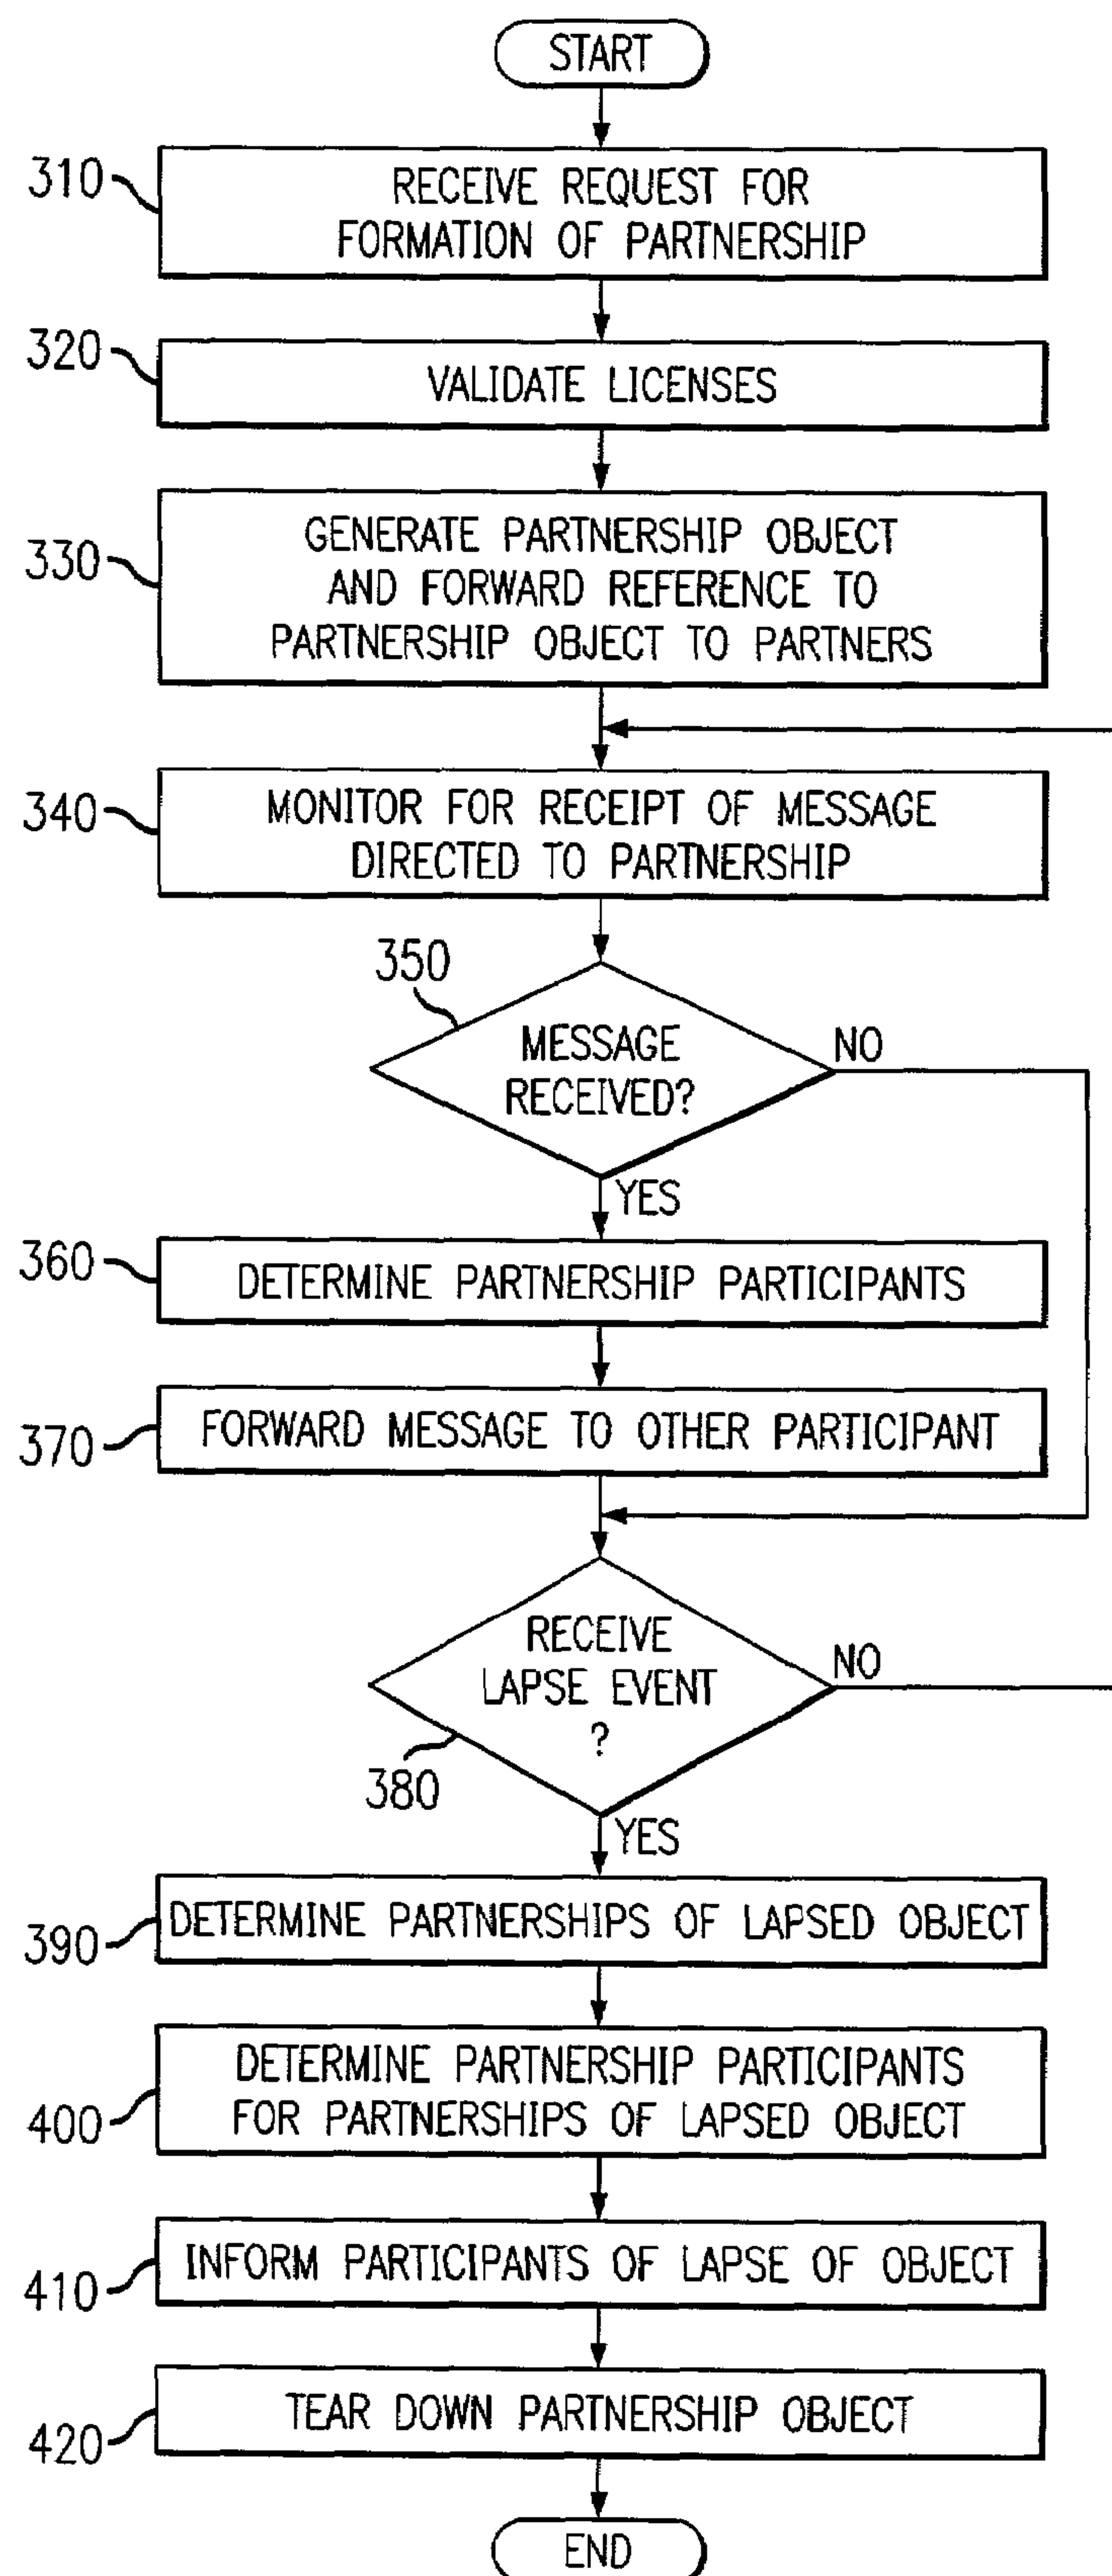 START
310
RECEIVE REQUEST FOR
FORMATION OF PARTNERSHIP
320
VALIDATE LICENSES
330
GENERATE PARTNERSHIP OBJECT
AND FORWARD REFERENCE TO
PARTNERSHIP OBJECT TO PARTNERS
340
MONITOR FOR RECEIPT OF MESSAGE
DIRECTED TO PARTNERSHIP
350
MESSAGE
RECEIVED?
NO
YES
360
DETERMINE PARTNERSHIP PARTICIPANTS
370
FORWARD MESSAGE TO OTHER PARTICIPANT
RECEIVE
LAPSE EVENT
?
NO
380
YES
390
DETERMINE PARTNERSHIPS OF LAPSED OBJECT
400
DETERMINE PARTNERSHIP PARTICIPANTS
FOR PARTNERSHIPS OF LAPSED OBJECT
410
INFORM PARTICIPANTS OF LAPSE OF OBJECT
420
TEAR DOWN PARTNERSHIP OBJECT
END